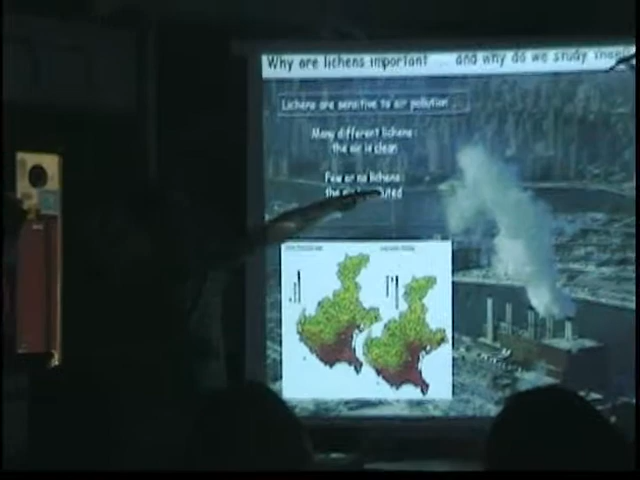 Why are lichens important ... and why do we study them
Lichens are sensitive to air pollution...
Many different lichens:
the air is clean
Few or no lichens:
the